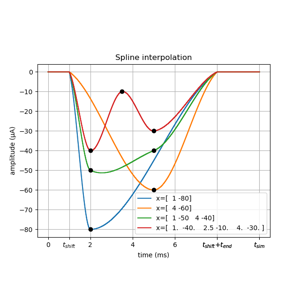 Spline interpolation
amplitude (μA)
0
−10
−20
−30
−40
−50
−60
−70
−80
x=[ 1 -80]
x=[ 4 -60]
x=[ 1 -50 4 -40]
x=[ 1. -40. 2.5 -10. 4. -30. ]
0 t_shift 2 4 6 t_shift + t_end t_sim
time (ms)